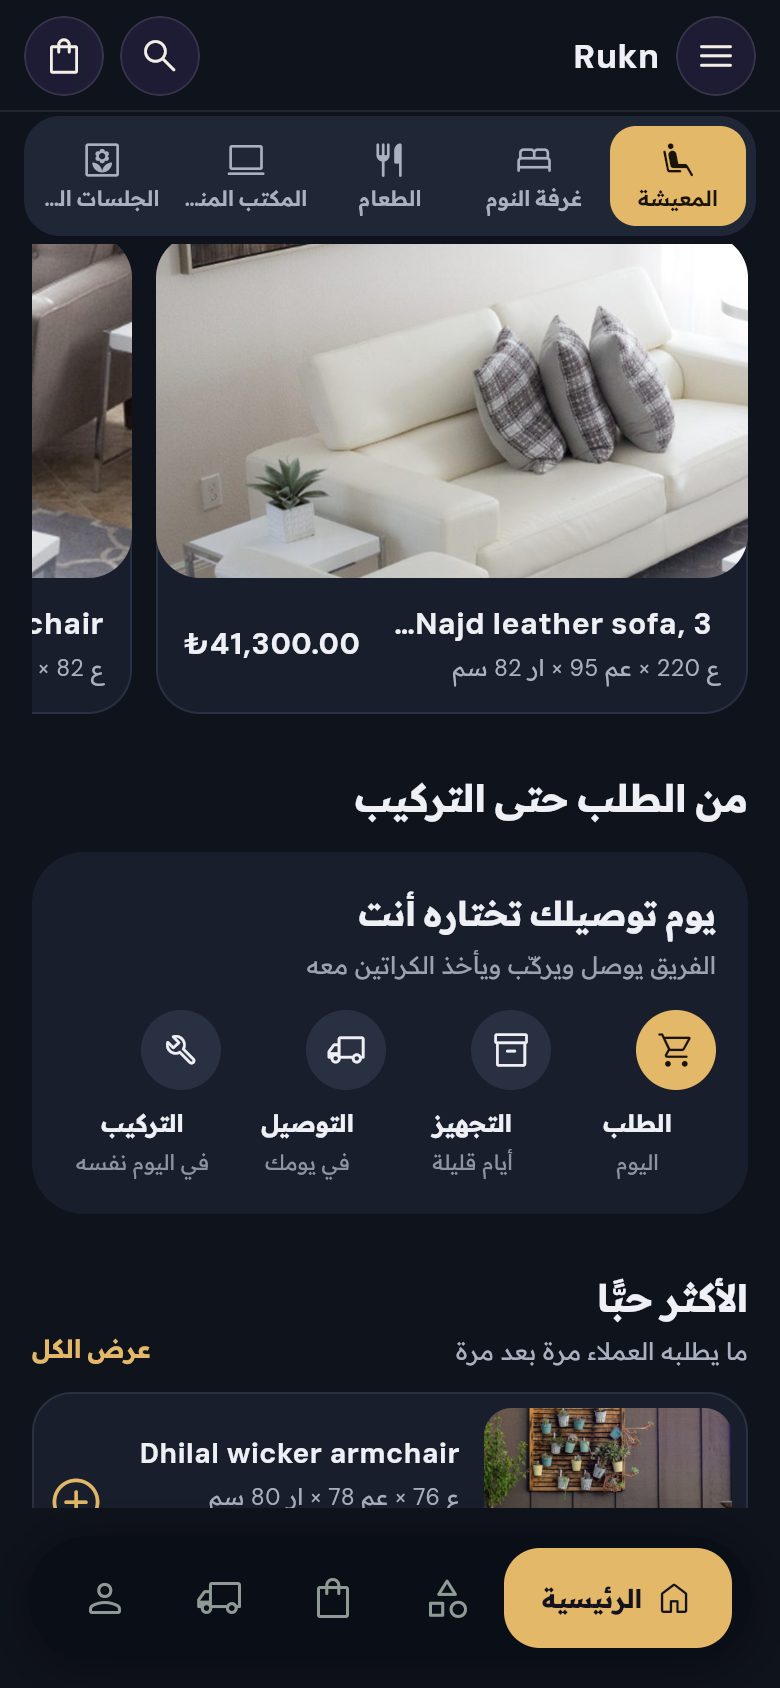 Rukn
المعيشة
غرفة النوم
الطعام
المكتب المنـ...
الجلسات الـ...
Najd leather sofa, 3...
₺41,300.00
ع 220 × عم 95 × ار 82 سم
chair
ع 82 ×
من الطلب حتى التركيب
يوم توصيلك تختاره أنت
الفريق يوصل ويركّب ويأخذ الكراتين معه
الطلب
اليوم
التجهيز
أيام قليلة
التوصيل
في يومك
التركيب
في اليوم نفسه
الأكثر حبًّا
ما يطلبه العملاء مرة بعد مرة
عرض الكل
Dhilal wicker armchair
ع 76 × عم 78 × ار 80 سم
الرئيسية